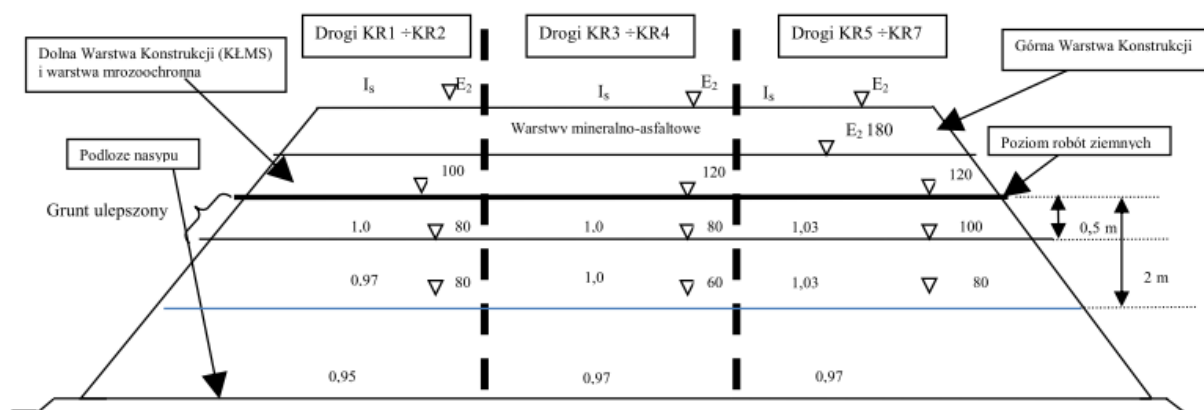 Drogi KR1 ÷KR2
Drogi KR3 ÷KR4
Drogi KR5 ÷KR7
Dolna Warstwa Konstrukcji (KŁMS)
i warstwa mrozoochronna
Górna Warstwa Konstrukcji
Is E2 Is E2 Is E2
Warstwy mineralno-asfaltowe
E2 180
Podłoze nasypu
Poziom robót ziemnych
100 120 120
Grunt ulepszony
1.0 80 1.0 80 1,03 100 0,5 m
0.97 80 1,0 60 1,03 80 2 m
0,95 0,97 0,97